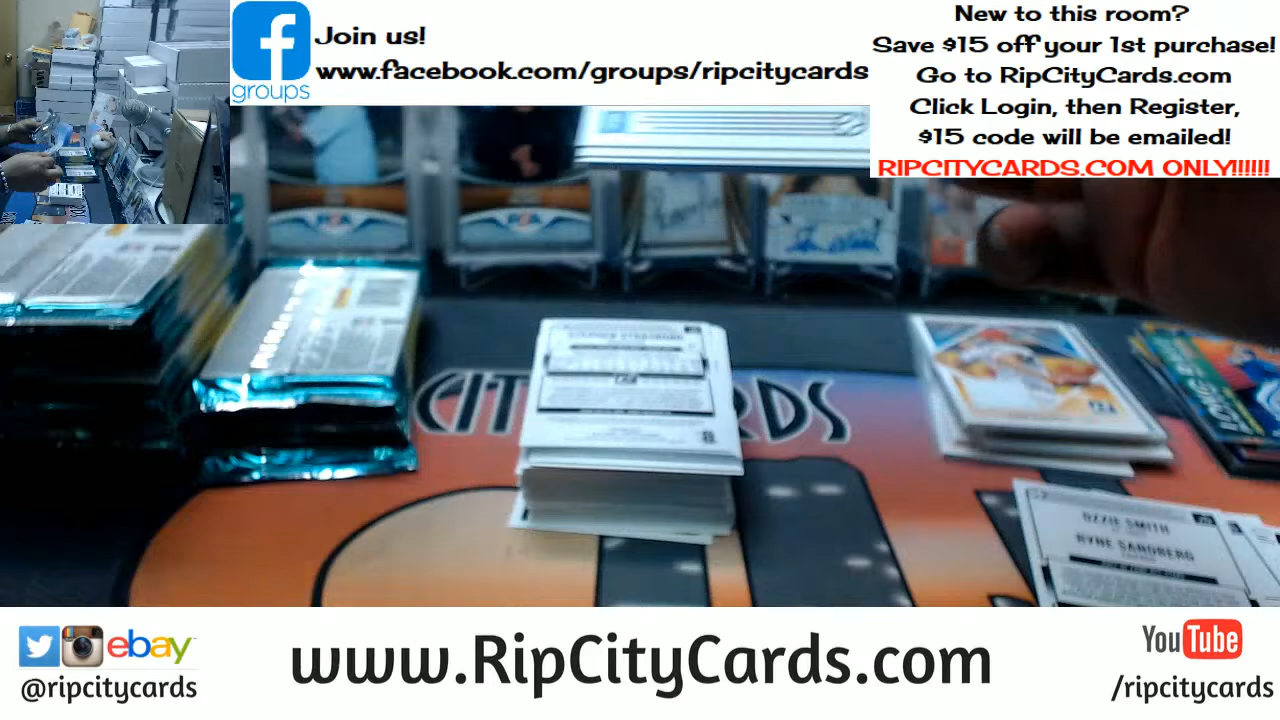 Join us!
www.facebook.com/groups/ripcitycards
groups
New to this room?
Save $15 off your 1st purchase!
Go to RipCityCards.com
Click Login, then Register,
$15 code will be emailed!
RIPCITYCARDS.COM ONLY!!!!!!
CIT
RDS
OZZIE SMITH
RYNE SANDBERG
ebay
@ripcitycards
www.RipCityCards.com
YouTube
/ripcitycards